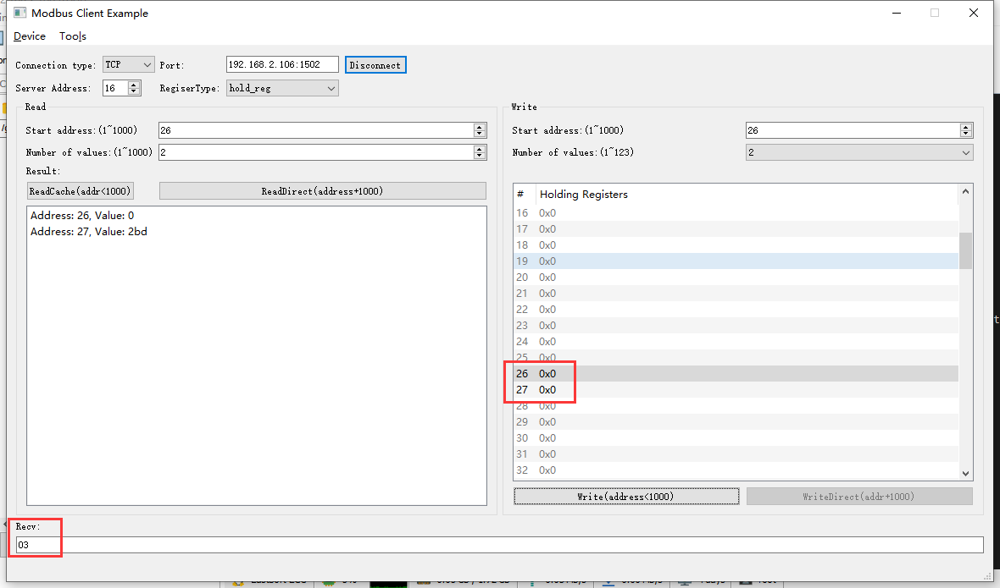 Modbus Client Example
Device Tools
Connection type: TCP Port: 192.168.2.106:1502 Disconnect
Server Address: 16 RegiserType: hold_reg
Read
Start address:(1~1000) 26
Number of values:(1~1000) 2
Result:
ReadCache(addr<1000) ReadDirect(address+1000)
Address: 26, Value: 0
Address: 27, Value: 2bd
Write
Start address:(1~1000) 26
Number of values:(1~123) 2
# Holding Registers
16 0x0
17 0x0
18 0x0
19 0x0
20 0x0
21 0x0
22 0x0
23 0x0
24 0x0
25 0x0
26 0x0
27 0x0
28 0x0
29 0x0
30 0x0
31 0x0
32 0x0
Write(address<1000) WriteDirect(addr+1000)
Recv:
03